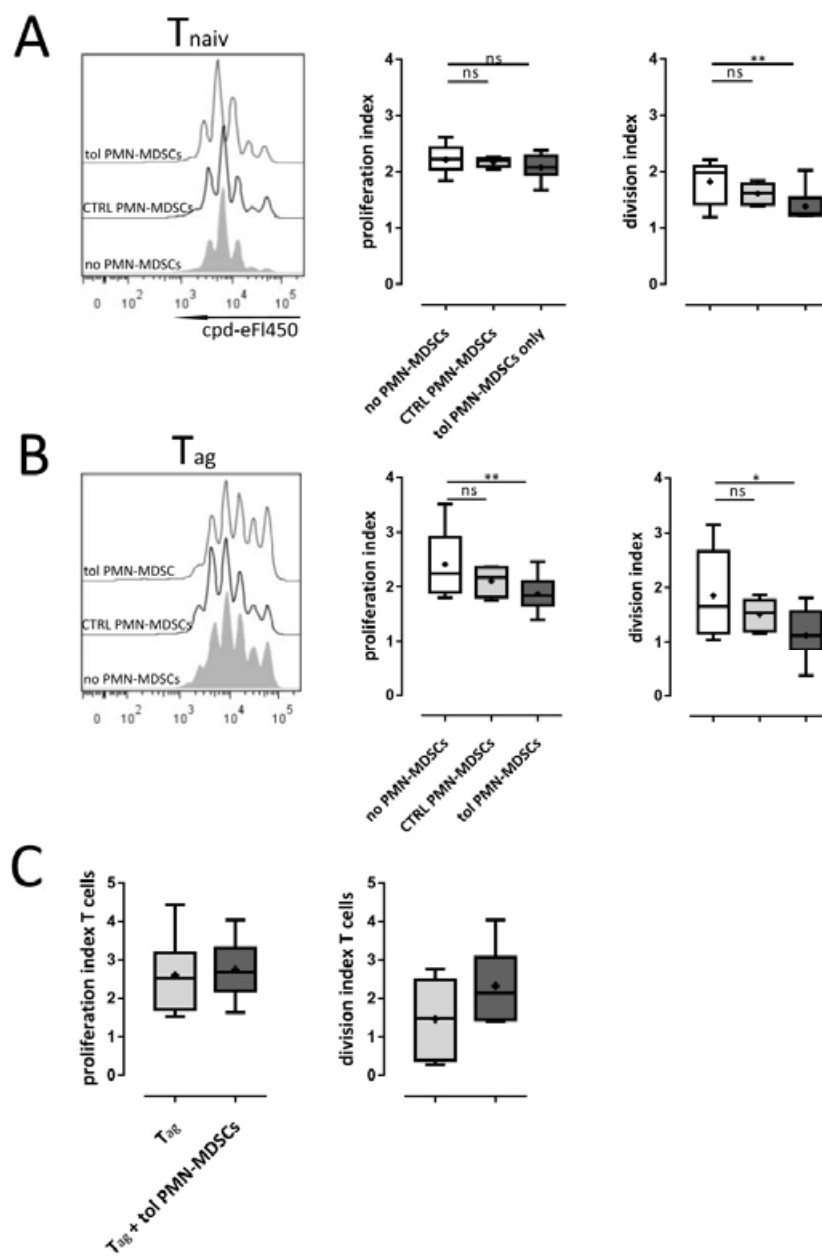 A
Tnaiv
tol PMN-MDSCs
CTRL PMN-MDSCs
no PMN-MDSCs
0 10² 10³ 10⁴ 10⁵
cpd-eFl450
proliferation index
4
3
2
1
0
ns
ns
no PMN-MDSCs
CTRL PMN-MDSCs
tol PMN-MDSCs only
division index
4
3
2
1
0
**
ns
B
Tag
tol PMN-MDSC
CTRL PMN-MDSCs
no PMN-MDSCs
0 10² 10³ 10⁴ 10⁵
proliferation index
4
3
2
1
0
**
ns
no PMN-MDSCs
CTRL PMN-MDSCs
tol PMN-MDSCs
division index
4
3
2
1
0
*
ns
C
proliferation index T cells
5
4
3
2
1
0
Tag
Tag + tol PMN-MDSCs
division index T cells
5
4
3
2
1
0